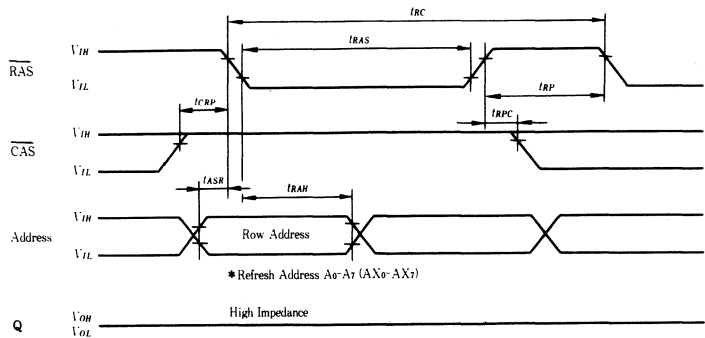 tRC
VIH
tRAS
RAS
VIL
tCRP
tRP
tRPC
VIH
CAS
VIL
tASR
tRAH
VIH
Address
Row Address
VIL
*Refresh Address A0~A7 (AX0~AX7)
High Impedance
VOH
Q
VOL